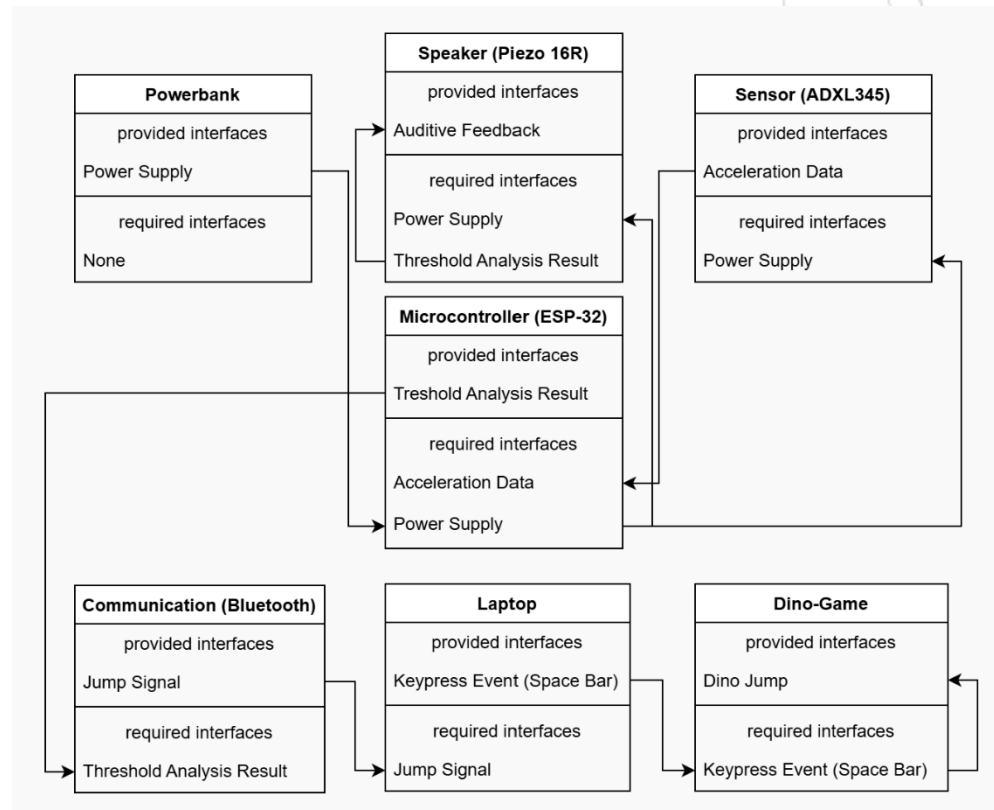 Powerbank
provided interfaces
Power Supply
required interfaces
None
Speaker (Piezo 16R)
provided interfaces
Auditive Feedback
required interfaces
Power Supply
Threshold Analysis Result
Sensor (ADXL345)
provided interfaces
Acceleration Data
required interfaces
Power Supply
Microcontroller (ESP-32)
provided interfaces
Treshold Analysis Result
required interfaces
Acceleration Data
Power Supply
Communication (Bluetooth)
provided interfaces
Jump Signal
required interfaces
Threshold Analysis Result
Laptop
provided interfaces
Keypress Event (Space Bar)
required interfaces
Jump Signal
Dino-Game
provided interfaces
Dino Jump
required interfaces
Keypress Event (Space Bar)